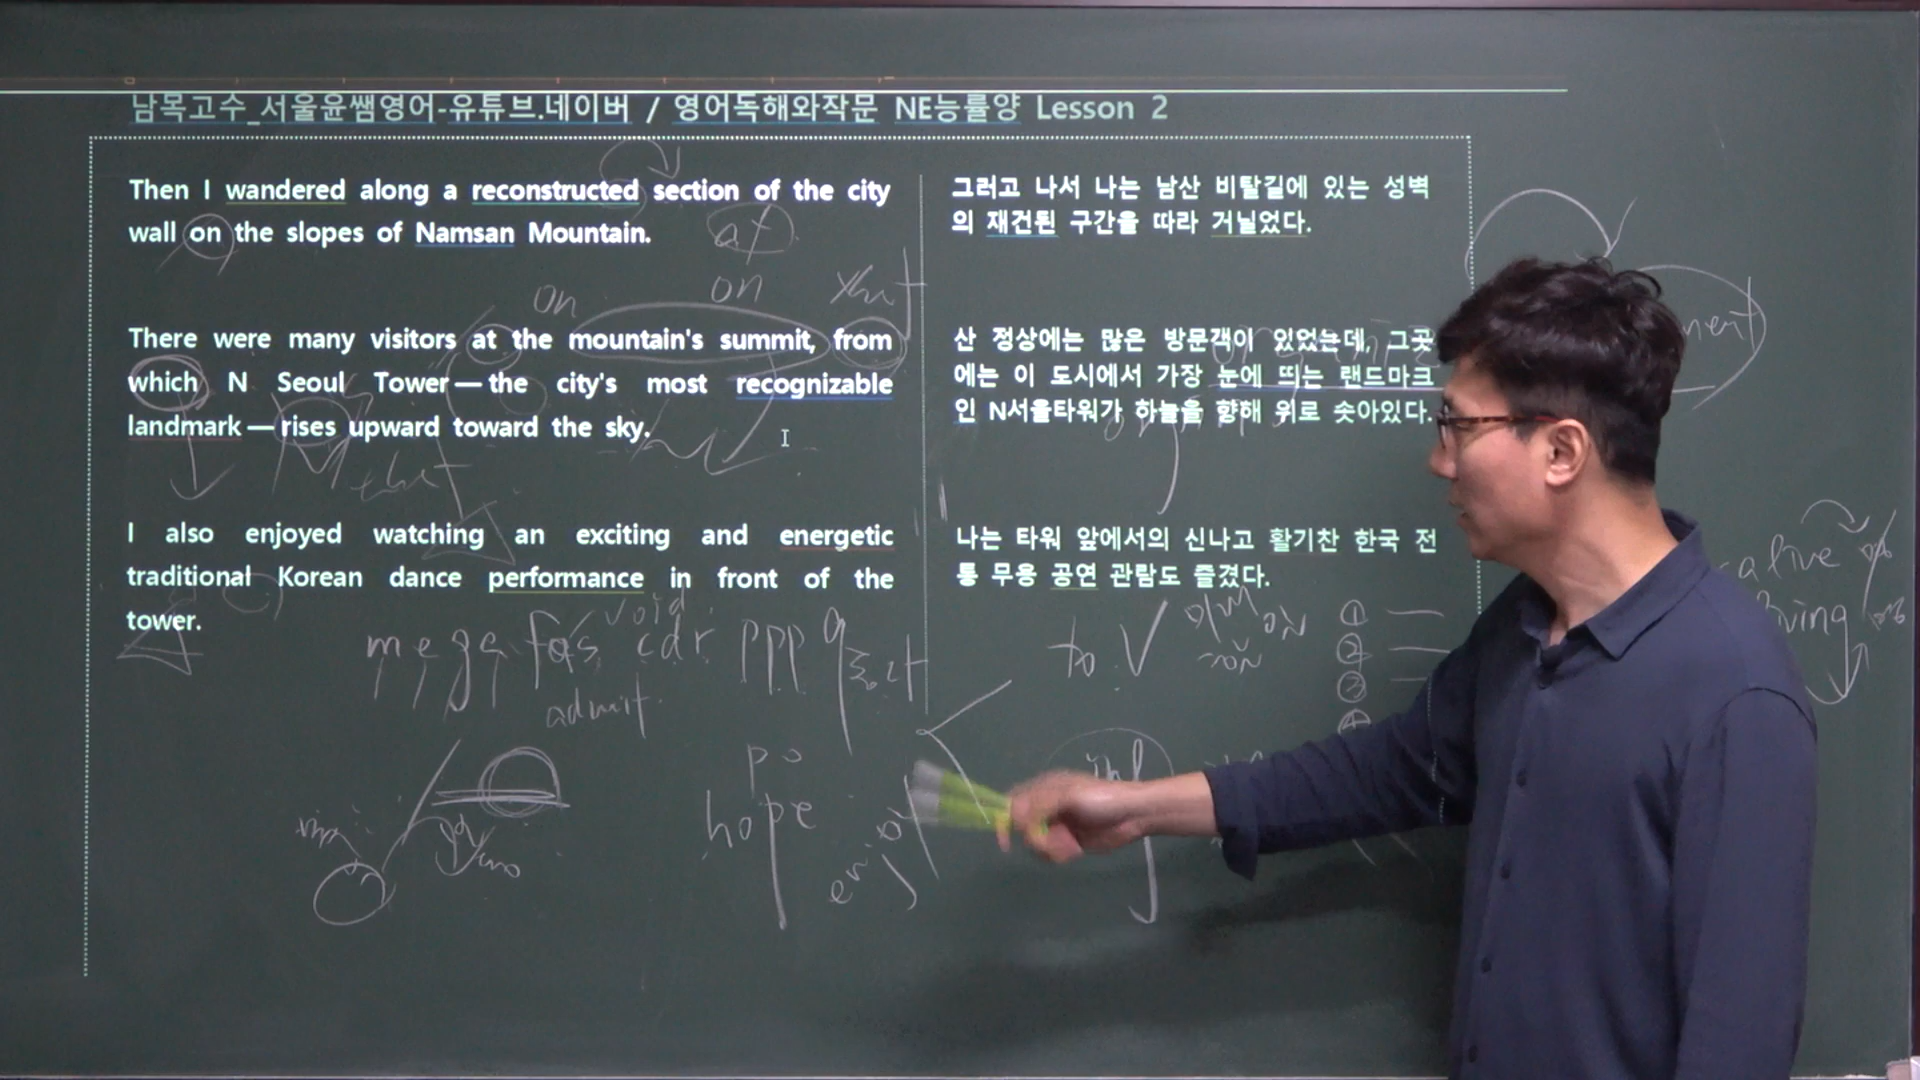 남목고수_서울윤쌤영어-유튜브.네이버 / 영어독해와작문 NE능률양 Lesson 2
Then I wandered along a reconstructed section of the city
wall on the slopes of Namsan Mountain.
at
on
on
There were many visitors at the mountain's summit, from
which N Seoul Tower—the city's most recognizable
landmark—rises upward toward the sky.
that
I also enjoyed watching an exciting and energetic
traditional Korean dance performance in front of the
tower.
void
mega fas cdr ppp q
admit
po
hope
enjoy
그러고 나서 나는 남산 비탈길에 있는 성벽
의 재건된 구간을 따라 거닐었다.
산 정상에는 많은 방문객이 있었는데, 그곳
에는 이 도시에서 가장 눈에 띄는 랜드마크
인 N서울타워가 하늘을 향해 위로 솟아있다.
나는 타워 앞에서의 신나고 활기찬 한국 전
통 무용 공연 관람도 즐겼다.
to V
①
②
③
④
ing
alive